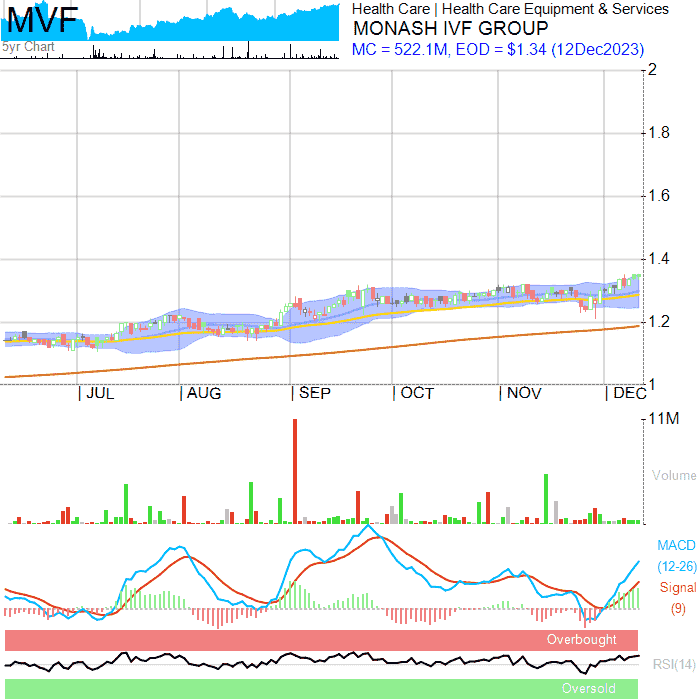 MVF
5yr Chart
Health Care | Health Care Equipment & Services
MONASH IVF GROUP
MC = 522.1M, EOD = $1.34 (12Dec2023)
2
1.8
1.6
1.4
1.2
1
JUL AUG SEP OCT NOV DEC
11M
Volume
MACD
(12-26)
Signal
(9)
Overbought
RSI(14)
Oversold